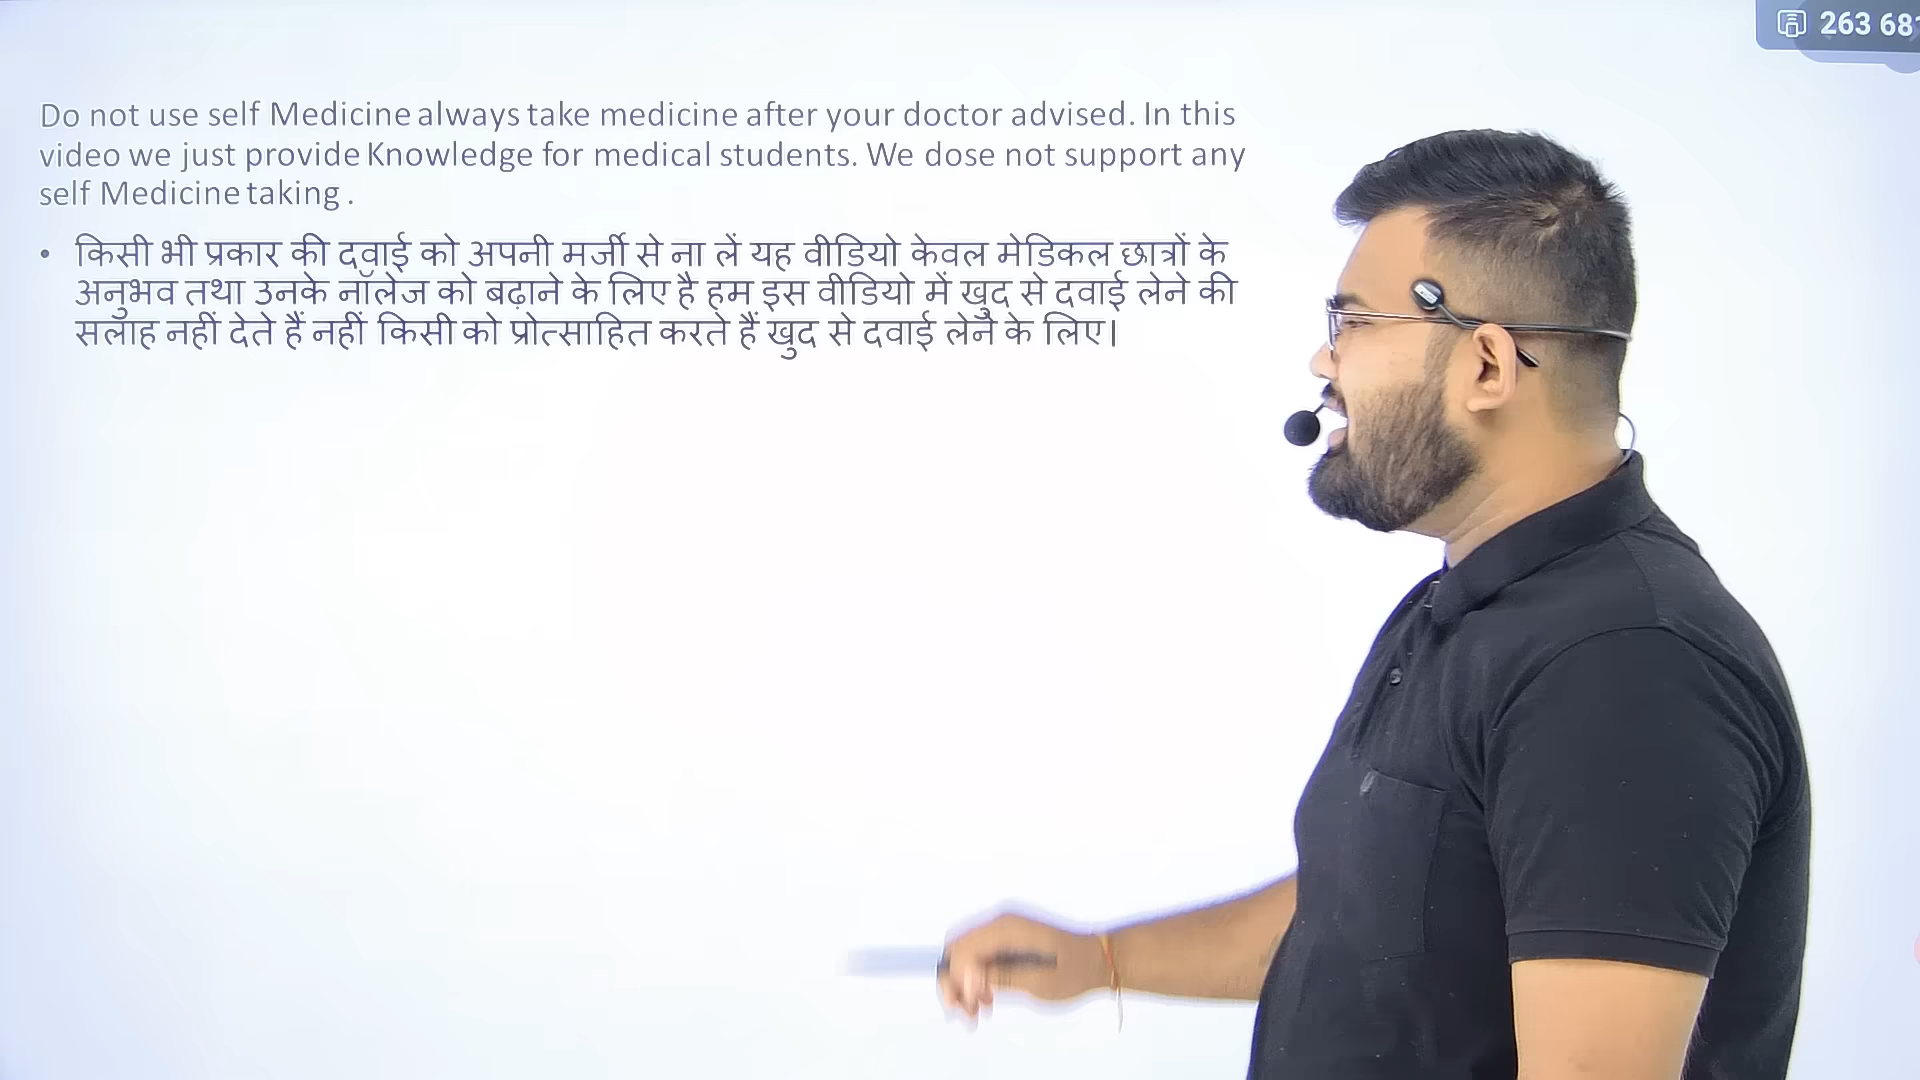 263 681
Do not use self Medicine always take medicine after your doctor advised. In this
video we just provide Knowledge for medical students. We dose not support any
self Medicine taking .
• किसी भी प्रकार की दवाई को अपनी मर्जी से ना लें यह वीडियो केवल मेडिकल छात्रों के
अनुभव तथा उनके नॉलेज को बढ़ाने के लिए है हम इस वीडियो में खुद से दवाई लेने की
सलाह नहीं देते हैं नहीं किसी को प्रोत्साहित करते हैं खुद से दवाई लेने के लिए।